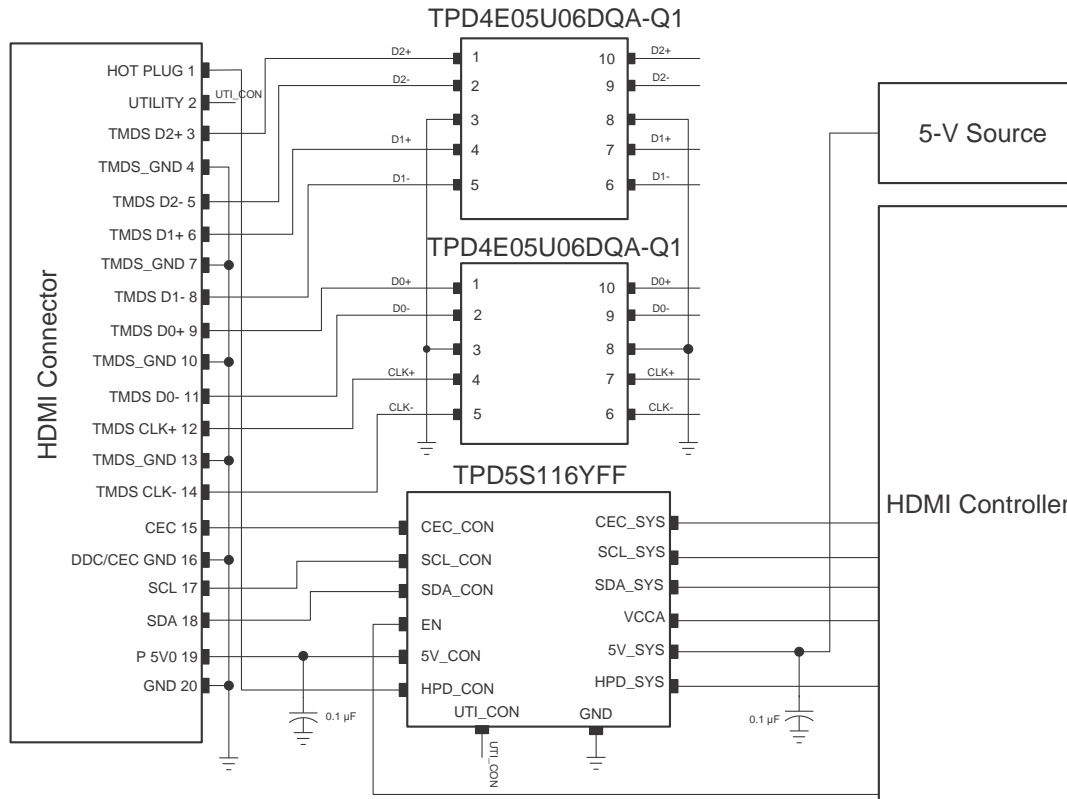 TPD4E05U06DQA-Q1
HDMI Connector
HOT PLUG 1
UTILITY 2
UTI_CON
TMDS D2+ 3
TMDS_GND 4
TMDS D2- 5
TMDS D1+ 6
TMDS_GND 7
TMDS D1- 8
TMDS D0+ 9
TMDS_GND 10
TMDS D0- 11
TMDS CLK+ 12
TMDS_GND 13
TMDS CLK- 14
CEC 15
DDC/CEC GND 16
SCL 17
SDA 18
P 5V0 19
GND 20
0.1 µF
D2+
D2-
D1+
D1-
1
2
3
4
5
10
9
8
7
6
D2+
D2-
D1+
D1-
TPD4E05U06DQA-Q1
D0+
D0-
CLK+
CLK-
1
2
3
4
5
10
9
8
7
6
D0+
D0-
CLK+
CLK-
TPD5S116YFF
CEC_CON
SCL_CON
SDA_CON
EN
5V_CON
HPD_CON
UTI_CON
GND
UTI_CON
CEC_SYS
SCL_SYS
SDA_SYS
VCCA
5V_SYS
HPD_SYS
0.1 µF
5-V Source
HDMI Controller